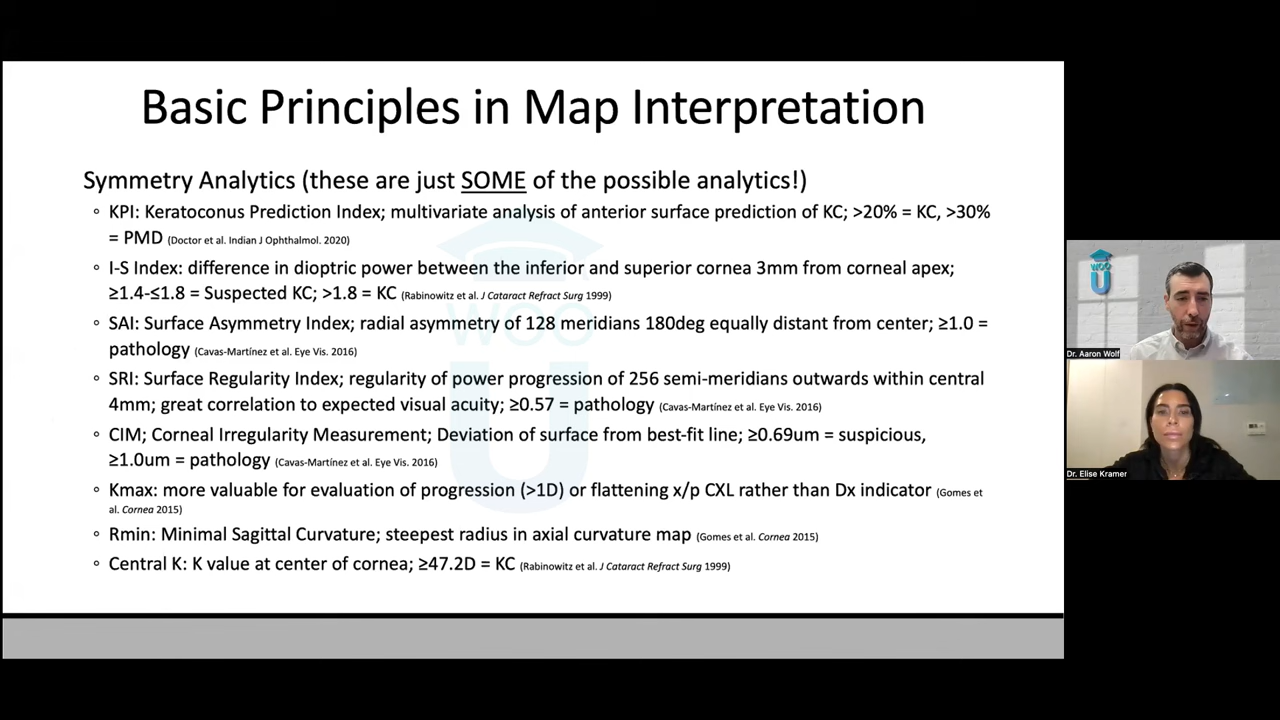 Basic Principles in Map Interpretation
Symmetry Analytics (these are just SOME of the possible analytics!)
◦ KPI: Keratoconus Prediction Index; multivariate analysis of anterior surface prediction of KC; >20% = KC, >30%
= PMD (Doctor et al. Indian J Ophthalmol. 2020)
◦ I-S Index: difference in dioptric power between the inferior and superior cornea 3mm from corneal apex;
≥1.4-≤1.8 = Suspected KC; >1.8 = KC (Rabinowitz et al. J Cataract Refract Surg 1999)
◦ SAI: Surface Asymmetry Index; radial asymmetry of 128 meridians 180deg equally distant from center; ≥1.0 =
pathology (Cavas-Martínez et al. Eye Vis. 2016)
◦ SRI: Surface Regularity Index; regularity of power progression of 256 semi-meridians outwards within central
4mm; great correlation to expected visual acuity; ≥0.57 = pathology (Cavas-Martínez et al. Eye Vis. 2016)
◦ CIM; Corneal Irregularity Measurement; Deviation of surface from best-fit line; ≥0.69um = suspicious,
≥1.0um = pathology (Cavas-Martínez et al. Eye Vis. 2016)
◦ Kmax: more valuable for evaluation of progression (>1D) or flattening x/p CXL rather than Dx indicator (Gomes et
al. Cornea 2015)
◦ Rmin: Minimal Sagittal Curvature; steepest radius in axial curvature map (Gomes et al. Cornea 2015)
◦ Central K: K value at center of cornea; ≥47.2D = KC (Rabinowitz et al. J Cataract Refract Surg 1999)
WOO
U
WOO
U
Dr. Aaron Wolf
Dr. Elise Kramer